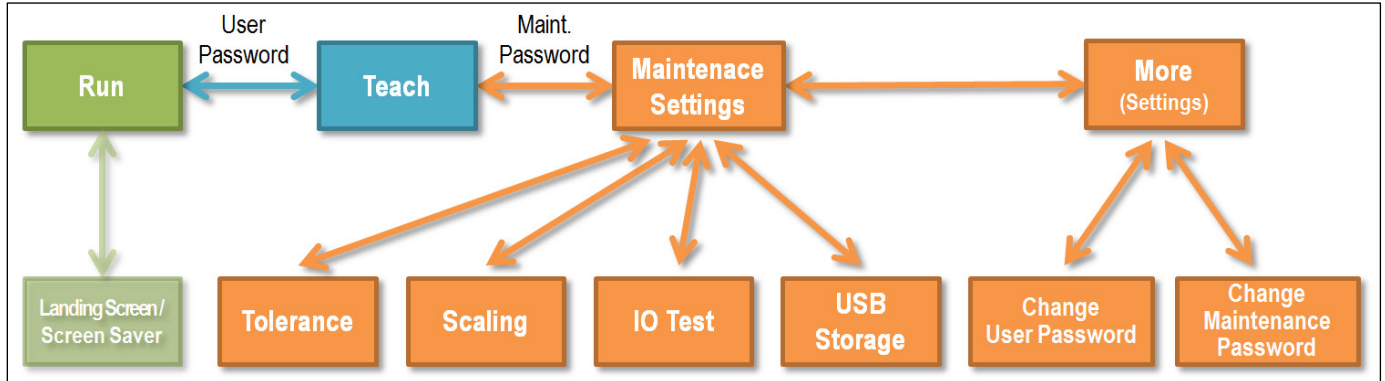 User
Password
Maint.
Password
Run
Teach
Maintenace
Settings
More
(Settings)
Landing Screen /
Screen Saver
Tolerance
Scaling
IO Test
USB
Storage
Change
User Password
Change
Maintenance
Password